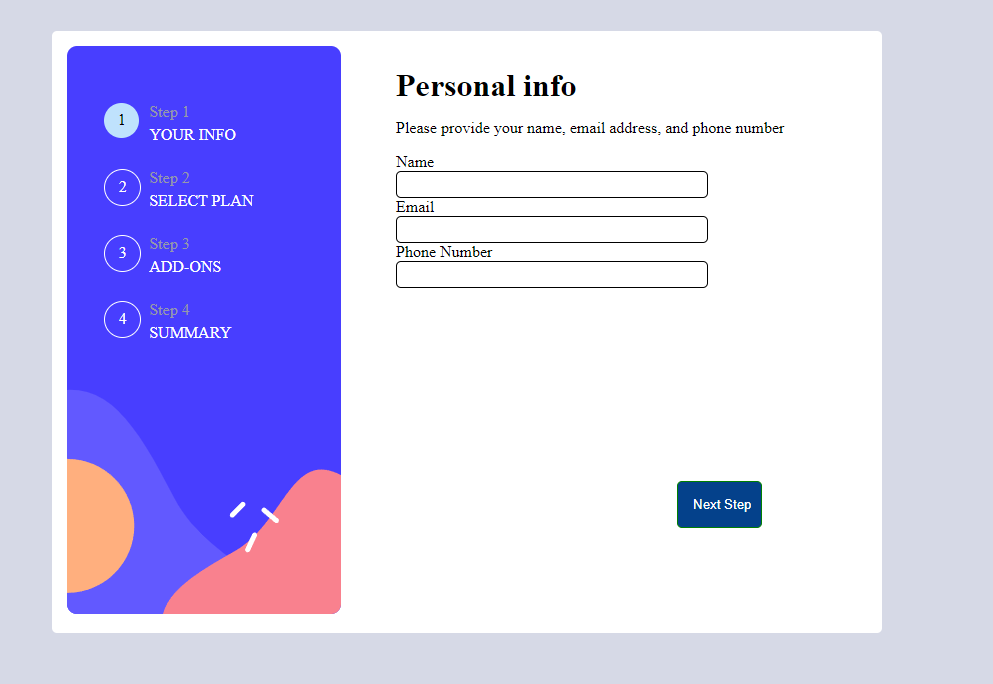 1
Step 1
YOUR INFO
2
Step 2
SELECT PLAN
3
Step 3
ADD-ONS
4
Step 4
SUMMARY
Personal info
Please provide your name, email address, and phone number
Name
Email
Phone Number
Next Step